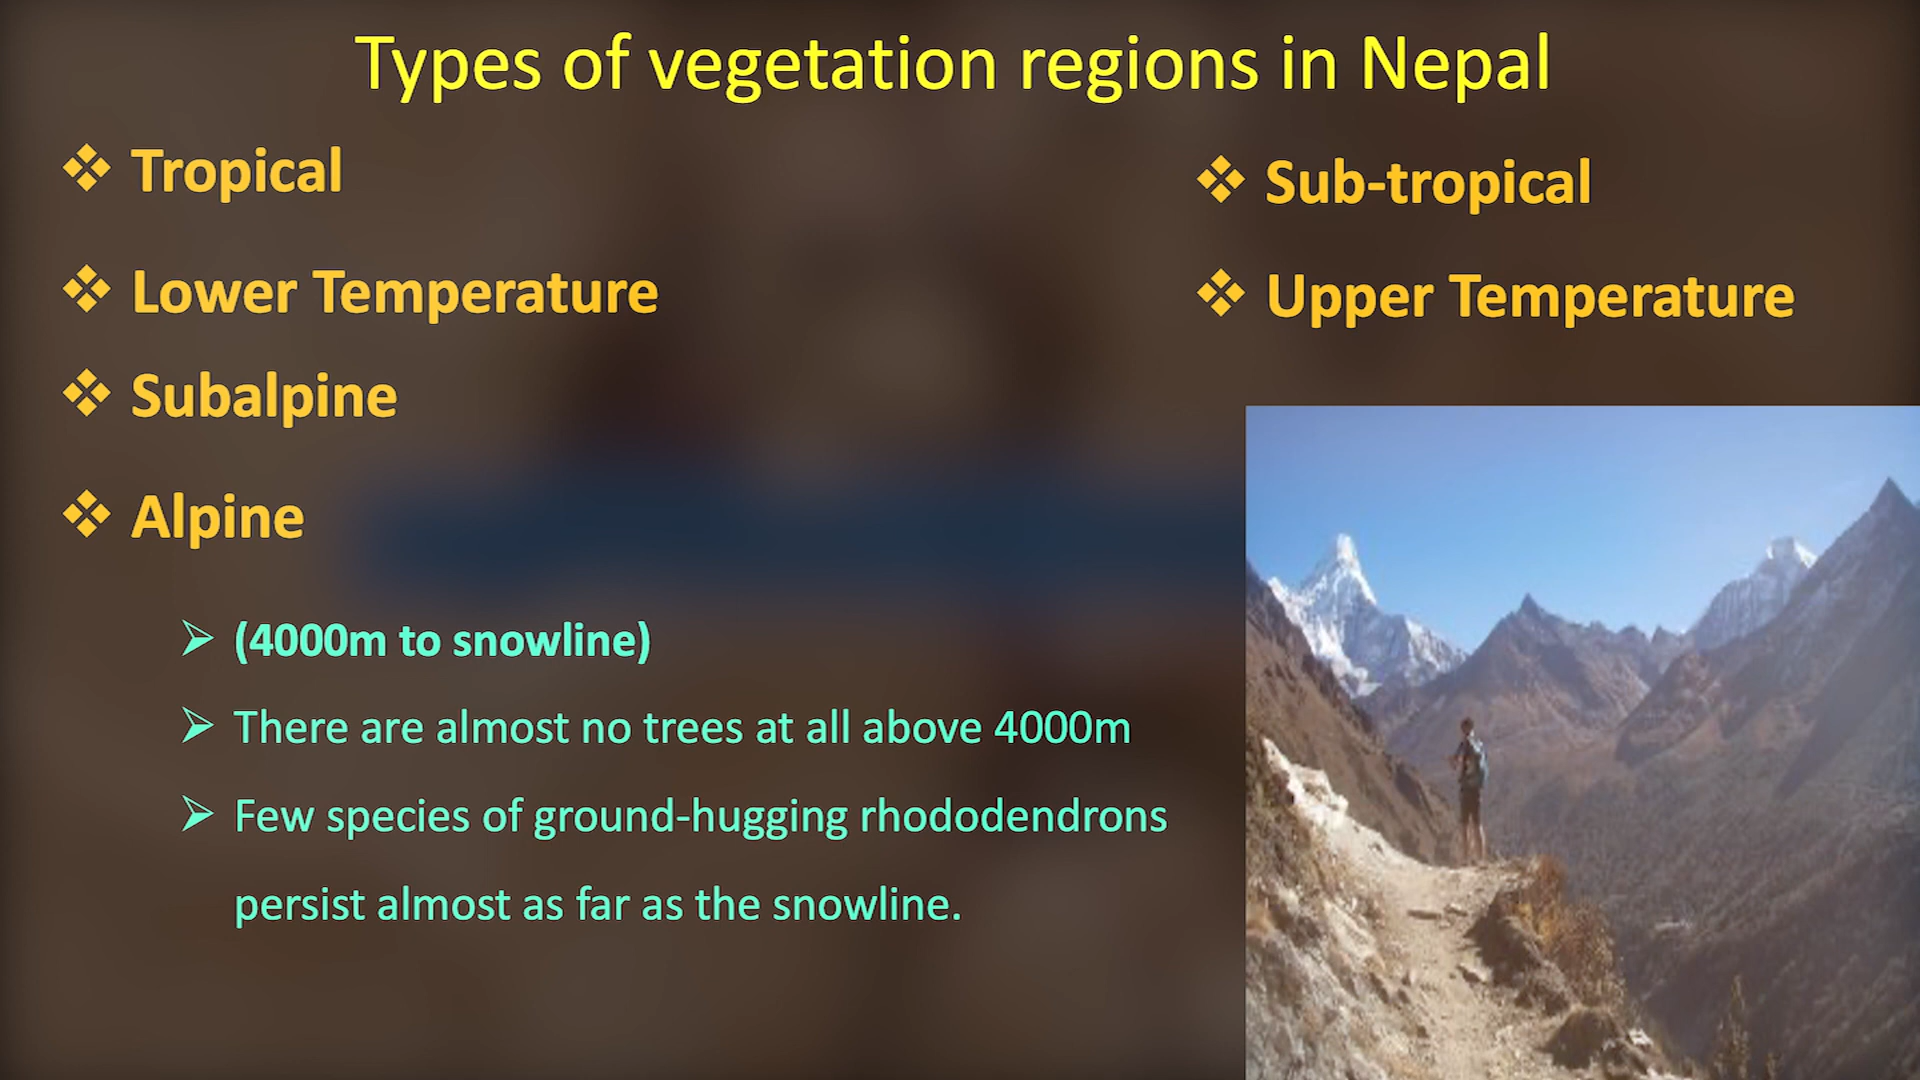 Types of vegetation regions in Nepal
❖ Tropical
❖ Sub-tropical
❖ Lower Temperature
❖ Upper Temperature
❖ Subalpine
❖ Alpine
➢ (4000m to snowline)
➢ There are almost no trees at all above 4000m
➢ Few species of ground-hugging rhododendrons
persist almost as far as the snowline.